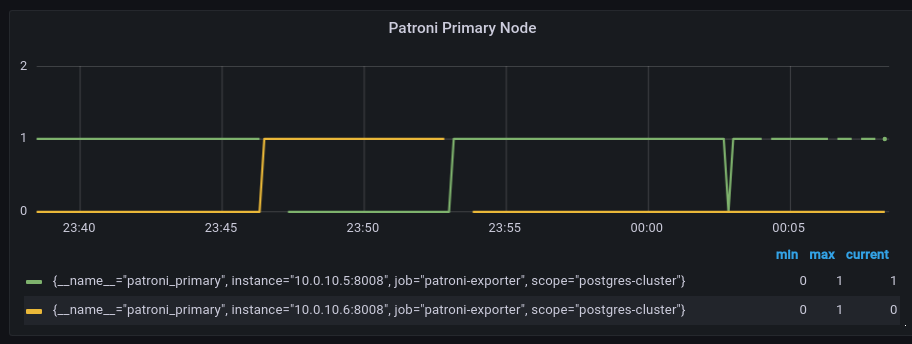 Patroni Primary Node
2
1
0
23:40 23:45 23:50 23:55 00:00 00:05
min max current
{__name__="patroni_primary", instance="10.0.10.5:8008", job="patroni-exporter", scope="postgres-cluster"} 0 1 1
{__name__="patroni_primary", instance="10.0.10.6:8008", job="patroni-exporter", scope="postgres-cluster"} 0 1 0